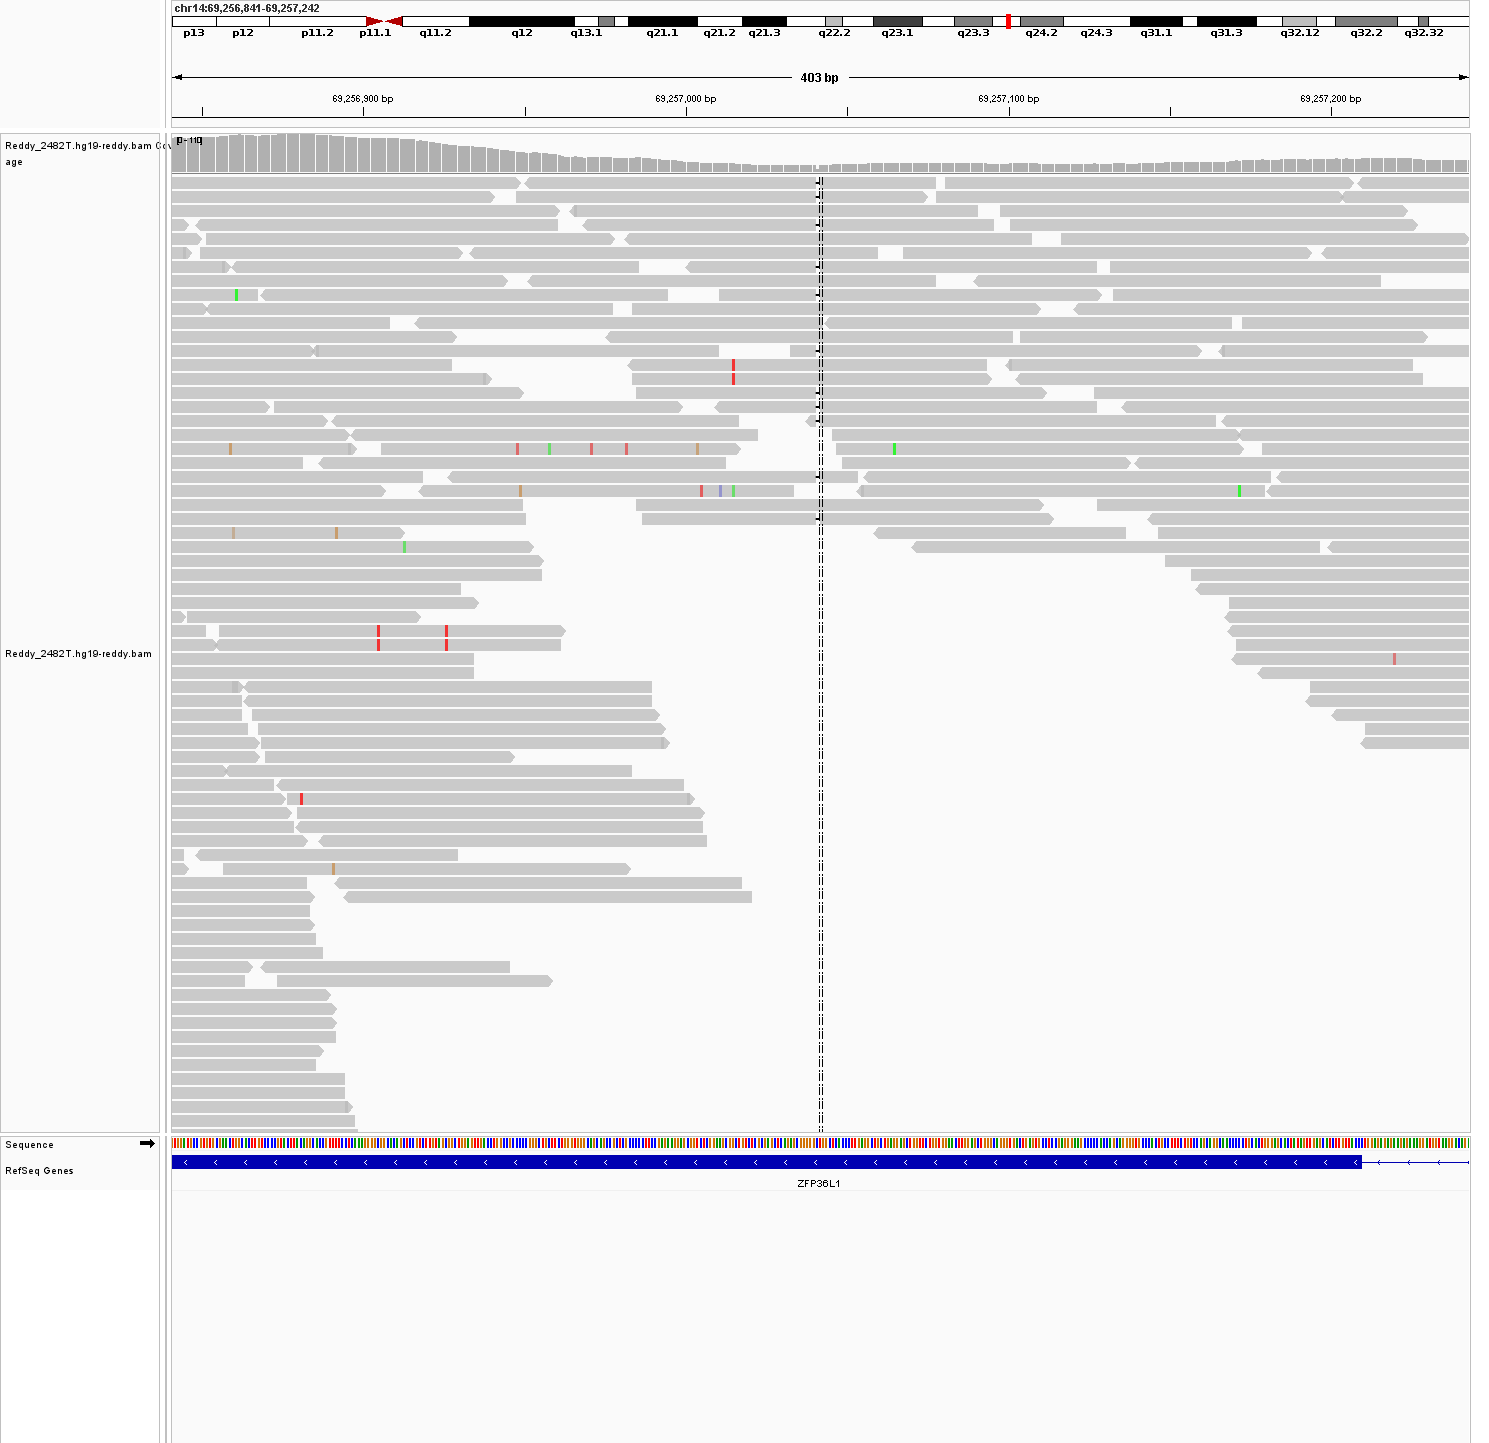 chr14:69,256,841-69,257,242
p13 p12 p11.2 p11.1 q11.2 q12 q13.1 q21.1 q21.2 q21.3 q22.2 q23.1 q23.3 q24.2 q24.3 q31.1 q31.3 q32.12 q32.2 q32.32
403 bp
69,256,900 bp 69,257,000 bp 69,257,100 bp 69,257,200 bp
[0 - 110]
Reddy_2482T.hg19-reddy.bam Cov
age
Reddy_2482T.hg19-reddy.bam
Sequence
RefSeq Genes
ZFP36L1